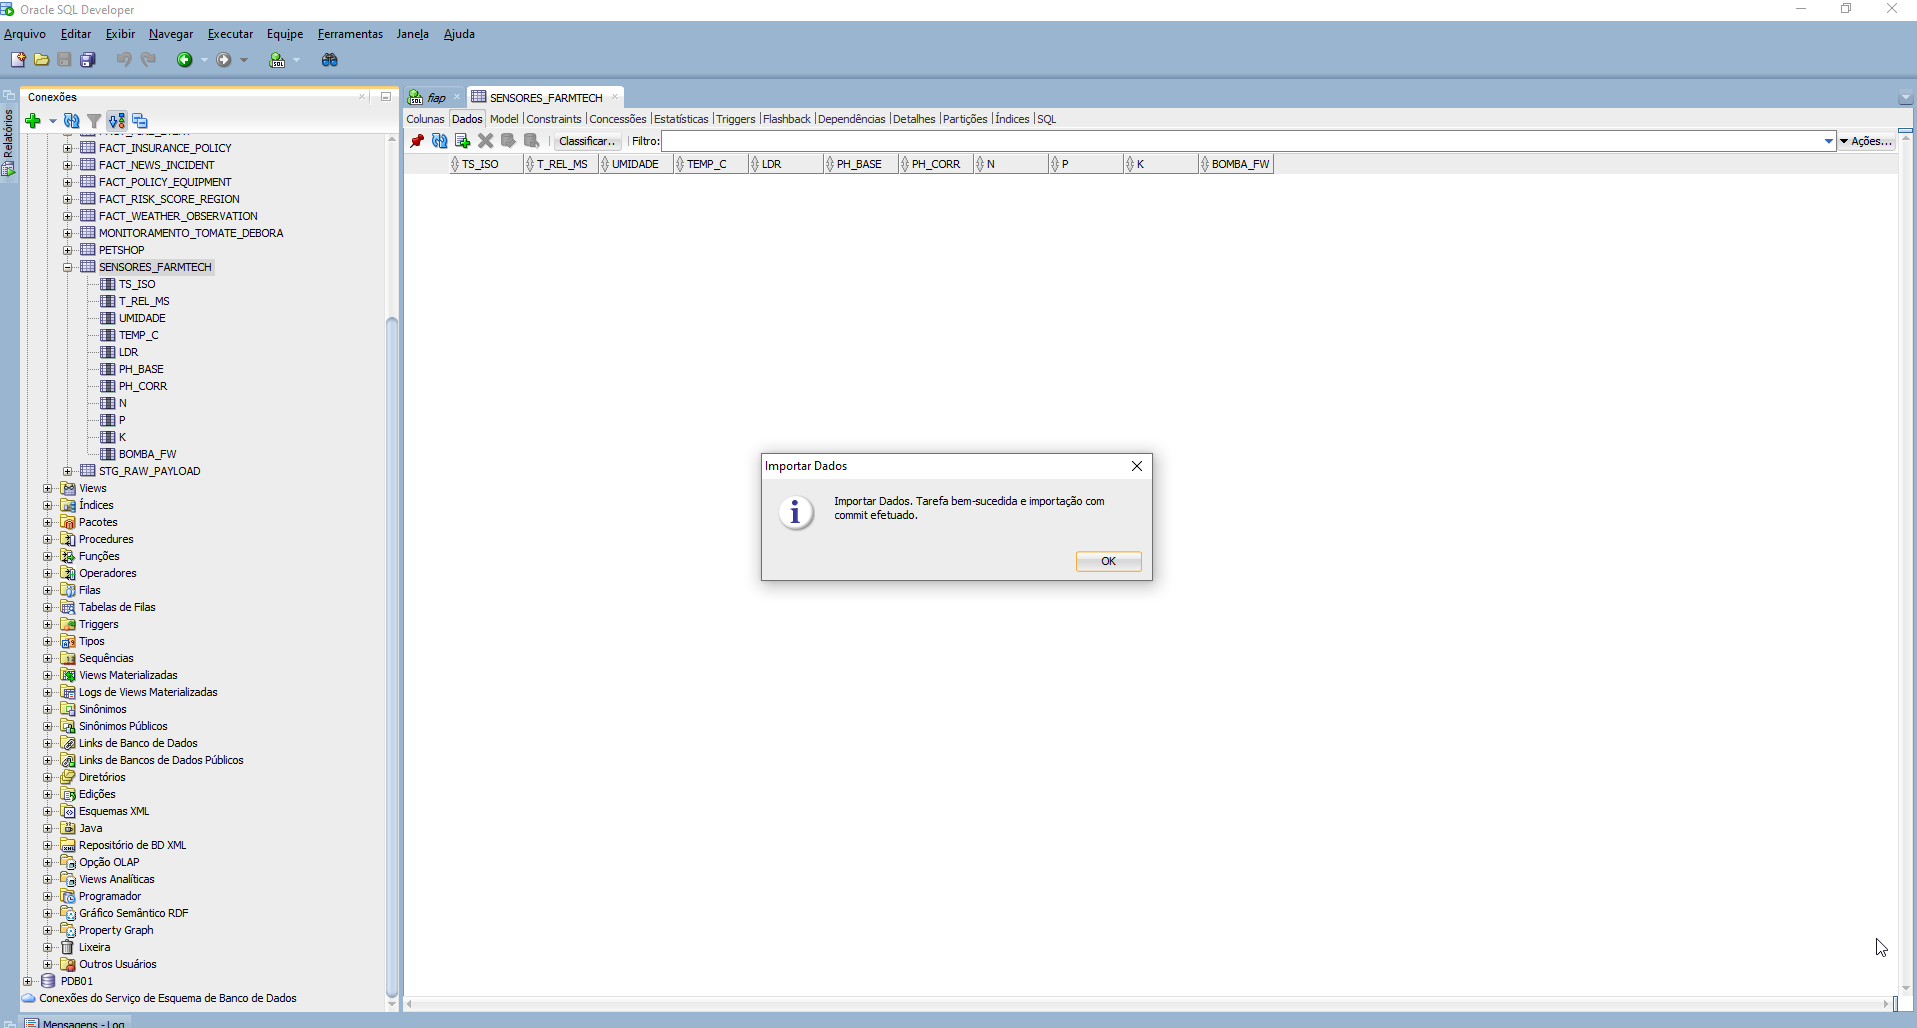 Oracle SQL Developer
Arquivo Editar Exibir Navegar Executar Equipe Ferramentas Janela Ajuda
Relatórios
Conexões
FACT_INSURANCE_POLICY
FACT_NEWS_INCIDENT
FACT_POLICY_EQUIPMENT
FACT_RISK_SCORE_REGION
FACT_WEATHER_OBSERVATION
MONITORAMENTO_TOMATE_DEBORA
PETSHOP
SENSORES_FARMTECH
TS_ISO
T_REL_MS
UMIDADE
TEMP_C
LDR
PH_BASE
PH_CORR
N
P
K
BOMBA_FW
STG_RAW_PAYLOAD
Views
Índices
Pacotes
Procedures
Funções
Operadores
Filas
Tabelas de Filas
Triggers
Tipos
Sequências
Views Materializadas
Logs de Views Materializadas
Sinônimos
Sinônimos Públicos
Links de Banco de Dados
Links de Bancos de Dados Públicos
Diretórios
Edições
Esquemas XML
Java
Repositório de BD XML
Opção OLAP
Views Analíticas
Programador
Gráfico Semântico RDF
Property Graph
Lixeira
Outros Usuários
PDB01
Conexões do Serviço de Esquema de Banco de Dados
Mensagens - Log
fiap SENSORES_FARMTECH
Colunas Dados Model Constraints Concessões Estatísticas Triggers Flashback Dependências Detalhes Partições Índices SQL
Classificar.. Filtro: Ações...
TS_ISO T_REL_MS UMIDADE TEMP_C LDR PH_BASE PH_CORR N P K BOMBA_FW
Importar Dados
Importar Dados. Tarefa bem-sucedida e importação com
commit efetuado.
OK